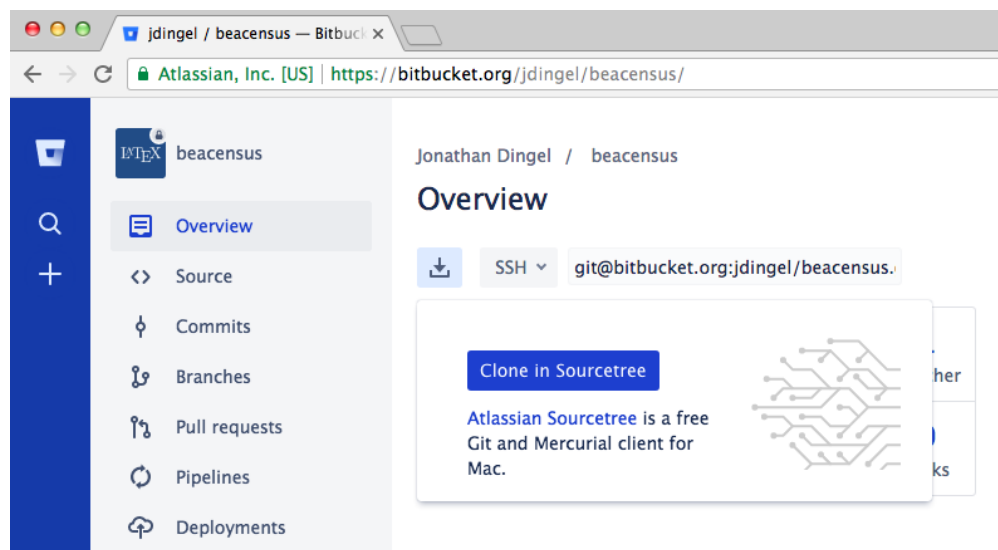 jdingel / beacensus — Bitbuck
Atlassian, Inc. [US] https://bitbucket.org/jdingel/beacensus/
LATEX beacensus
Jonathan Dingel / beacensus
Overview
Overview
SSH git@bitbucket.org:jdingel/beacensus.
Source
Commits
Branches
Pull requests
Pipelines
Deployments
Clone in Sourcetree
Atlassian Sourcetree is a free
Git and Mercurial client for
Mac.
her
ks